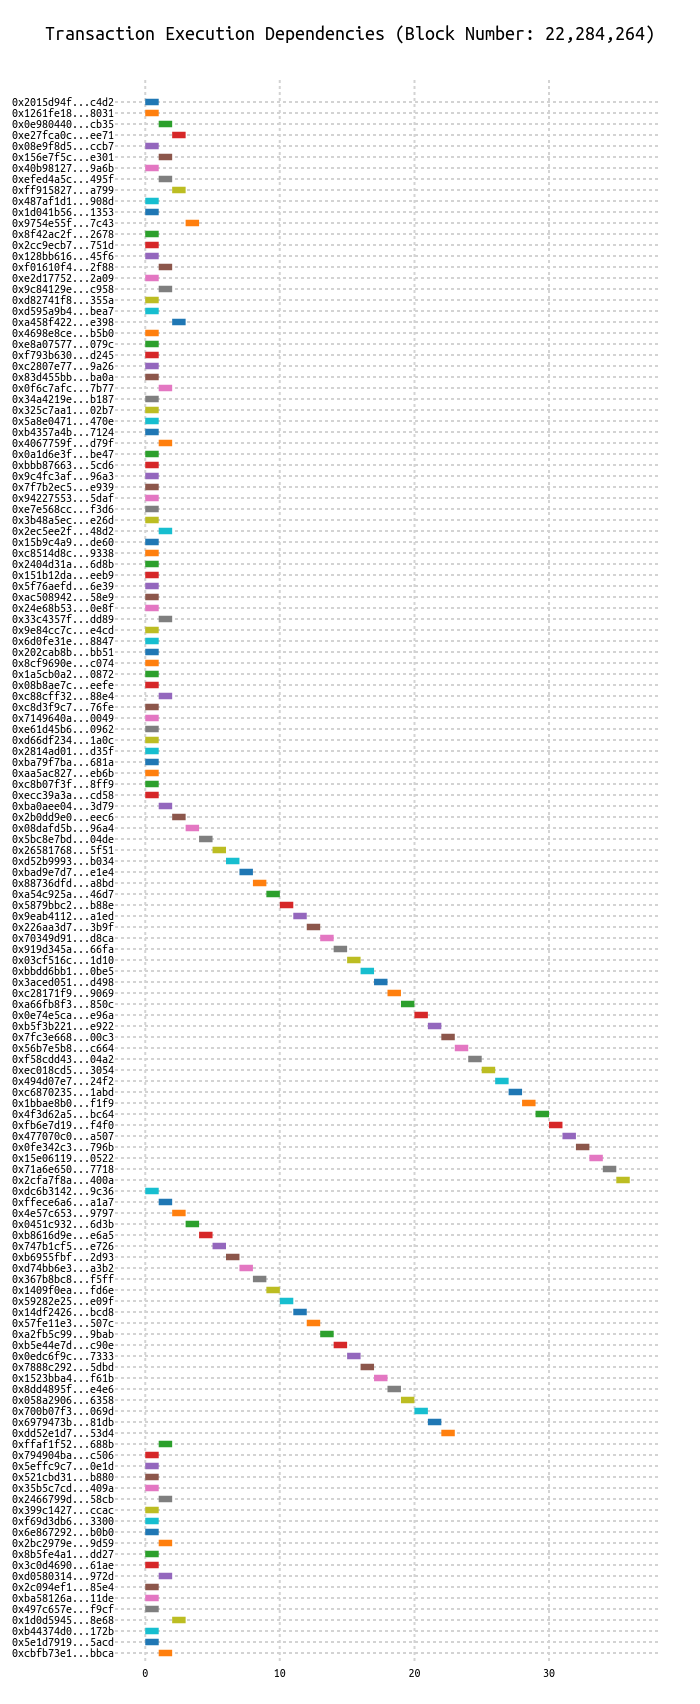 Transaction Execution Dependencies (Block Number: 22,284,264)
0x2015d94f...c4d2
0x1261fe18...8031
0x0e980440...cb35
0xe27fca0c...ee71
0x08e9f8d5...ccb7
0x156e7f5c...e301
0x40b98127...9a6b
0xefed4a5c...495f
0xff915827...a799
0x487af1d1...908d
0x1d041b56...1353
0x9754e55f...7c43
0x8f42ac2f...2678
0x2cc9ecb7...751d
0x128bb616...45f6
0xf01610f4...2f88
0xe2d17752...2a09
0x9c84129e...c958
0xd82741f8...355a
0xd595a9b4...bea7
0xa458f422...e398
0x4698e8ce...b5b0
0xe8a07577...079c
0xf793b630...d245
0xc2807e77...9a26
0x83d455bb...ba0a
0x0f6c7afc...7b77
0x34a4219e...b187
0x325c7aa1...02b7
0x5a8e0471...470e
0xb4357a4b...7124
0x4067759f...d79f
0x0a1d6e3f...be47
0xbbb87663...5cd6
0x9c4fc3af...96a3
0x7f7b2ec5...e939
0x94227553...5daf
0xe7e568cc...f3d6
0x3b48a5ec...e26d
0x2ec5ee2f...48d2
0x15b9c4a9...de60
0xc8514d8c...9338
0x2404d31a...6d8b
0x151b12da...eeb9
0x5f76aefd...6e39
0xac508942...58e9
0x24e68b53...0e8f
0x33c4357f...dd89
0x9e84cc7c...e4cd
0x6d0fe31e...8847
0x202cab8b...bb51
0x8cf9690e...c074
0x1a5cb0a2...0872
0x08b8ae7c...eefe
0xc88cff32...88e4
0xc8d3f9c7...76fe
0x7149640a...0049
0xe61d45b6...0962
0xd66df234...1a0c
0x2814ad01...d35f
0xba79f7ba...681a
0xaa5ac827...eb6b
0xc8b07f3f...8ff9
0xecc39a3a...cd58
0xba0aee04...3d79
0x2b0dd9e0...eec6
0x08dafd5b...96a4
0x5bc8e7bd...04de
0x26581768...5f51
0xd52b9993...b034
0xbad9e7d7...e1e4
0x88736dfd...a8bd
0xa54c925a...46d7
0x5879bbc2...b88e
0x9eab4112...a1ed
0x226aa3d7...3b9f
0x70349d91...d8ca
0x919d345a...66fa
0x03cf516c...1d10
0xbbdd6bb1...0be5
0x3aced051...d498
0xc28171f9...9069
0xa66fb8f3...850c
0x0e74e5ca...e96a
0xb5f3b221...e922
0x7fc3e668...00c3
0x56b7e5b8...c664
0xf58cdd43...04a2
0xec018cd5...3054
0x494d07e7...24f2
0xc6870235...1abd
0x1bbae8b0...f1f9
0x4f3d62a5...bc64
0xfb6e7d19...f4f0
0x477070c0...a507
0x0fe342c3...796b
0x15e06119...0522
0x71a6e650...7718
0x2cfa7f8a...400a
0xdc6b3142...9c36
0xffece6a6...a1a7
0x4e57c653...9797
0x0451c932...6d3b
0xb8616d9e...e6a5
0x747b1cf5...e726
0xb6955fbf...2d93
0xd74bb6e3...a3b2
0x367b8bc8...f5ff
0x1409f0ea...fd6e
0x59282e25...e09f
0x14df2426...bcd8
0x57fe11e3...507c
0xa2fb5c99...9bab
0xb5e44e7d...c90e
0x0edc6f9c...7333
0x7888c292...5dbd
0x1523bba4...f61b
0x8dd4895f...e4e6
0x058a2906...6358
0x700b07f3...069d
0x6979473b...81db
0xdd52e1d7...53d4
0xffaf1f52...688b
0x794904ba...c506
0x5effc9c7...0e1d
0x521cbd31...b880
0x35b5c7cd...409a
0x2466799d...58cb
0x399c1427...ccac
0xf69d3db6...3300
0x6e867292...b0b0
0x2bc2979e...9d59
0x8b5fe4a1...dd27
0x3c0d4690...61ae
0xd0580314...972d
0x2c094ef1...85e4
0xba58126a...11de
0x497c657e...f9cf
0x1d0d5945...8e68
0xb44374d0...172b
0x5e1d7919...5acd
0xcbfb73e1...bbca
0 10 20 30